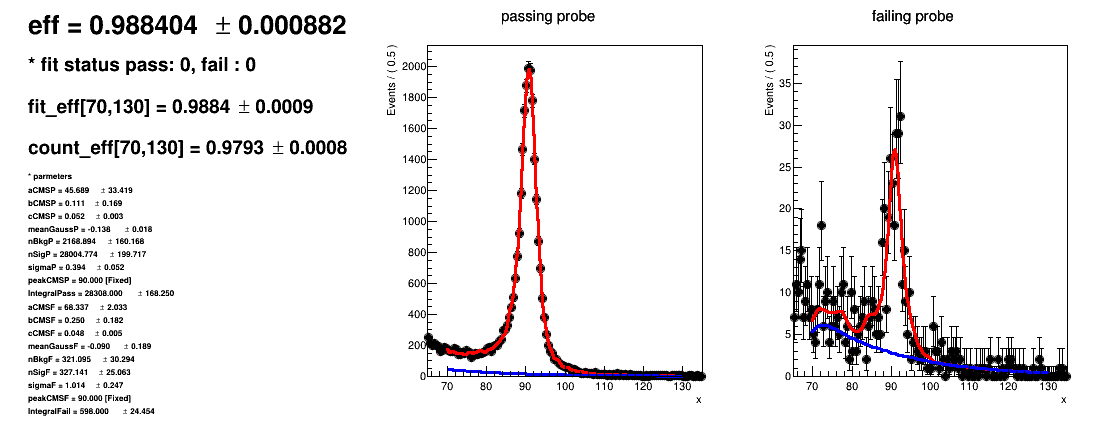 eff = 0.988404 ± 0.000882
* fit status pass: 0, fail : 0
fit_eff[70,130] = 0.9884 ± 0.0009
count_eff[70,130] = 0.9793 ± 0.0008
* parmeters
aCMSP = 45.689 ± 33.419
bCMSP = 0.111 ± 0.169
cCMSP = 0.052 ± 0.003
meanGaussP = -0.138 ± 0.018
nBkgP = 2168.894 ± 160.168
nSigP = 28004.774 ± 199.717
sigmaP = 0.394 ± 0.052
peakCMSP = 90.000 [Fixed]
IntegralPass = 28308.000 ± 168.250
aCMSF = 68.337 ± 2.033
bCMSF = 0.250 ± 0.182
cCMSF = 0.048 ± 0.005
meanGaussF = -0.090 ± 0.189
nBkgF = 321.095 ± 30.294
nSigF = 327.141 ± 25.063
sigmaF = 1.014 ± 0.247
peakCMSF = 90.000 [Fixed]
IntegralFail = 598.000 ± 24.454
passing probe
Events / ( 0.5 )
2000
1800
1600
1400
1200
1000
800
600
400
200
0
70 80 90 100 110 120 130
x
failing probe
Events / ( 0.5 )
35
30
25
20
15
10
5
0
70 80 90 100 110 120 130
x